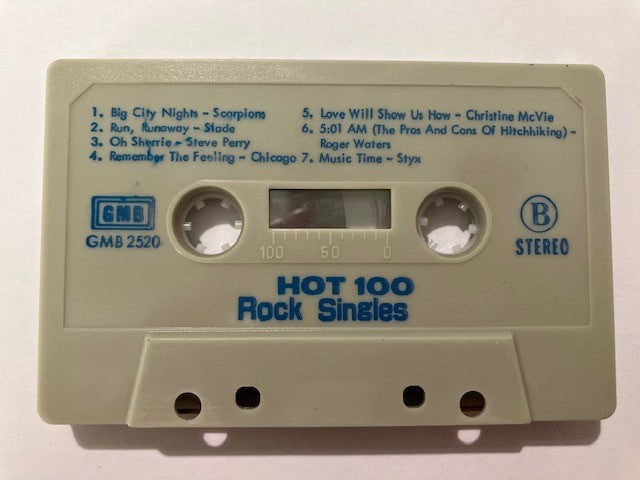 1. Big City Nights - Scorpions
2. Run, Runaway - Slade
3. Oh Sherrie - Steve Perry
4. Remember The Feeling - Chicago
5. Love Will Show Us How - Christine McVie
6. 5:01 AM (The Pros And Cons Of Hitchhiking) -
Roger Waters
7. Music Time - Styx
GMB
GMB 2520
100 50 0
B
STEREO
HOT 100
Rock Singles